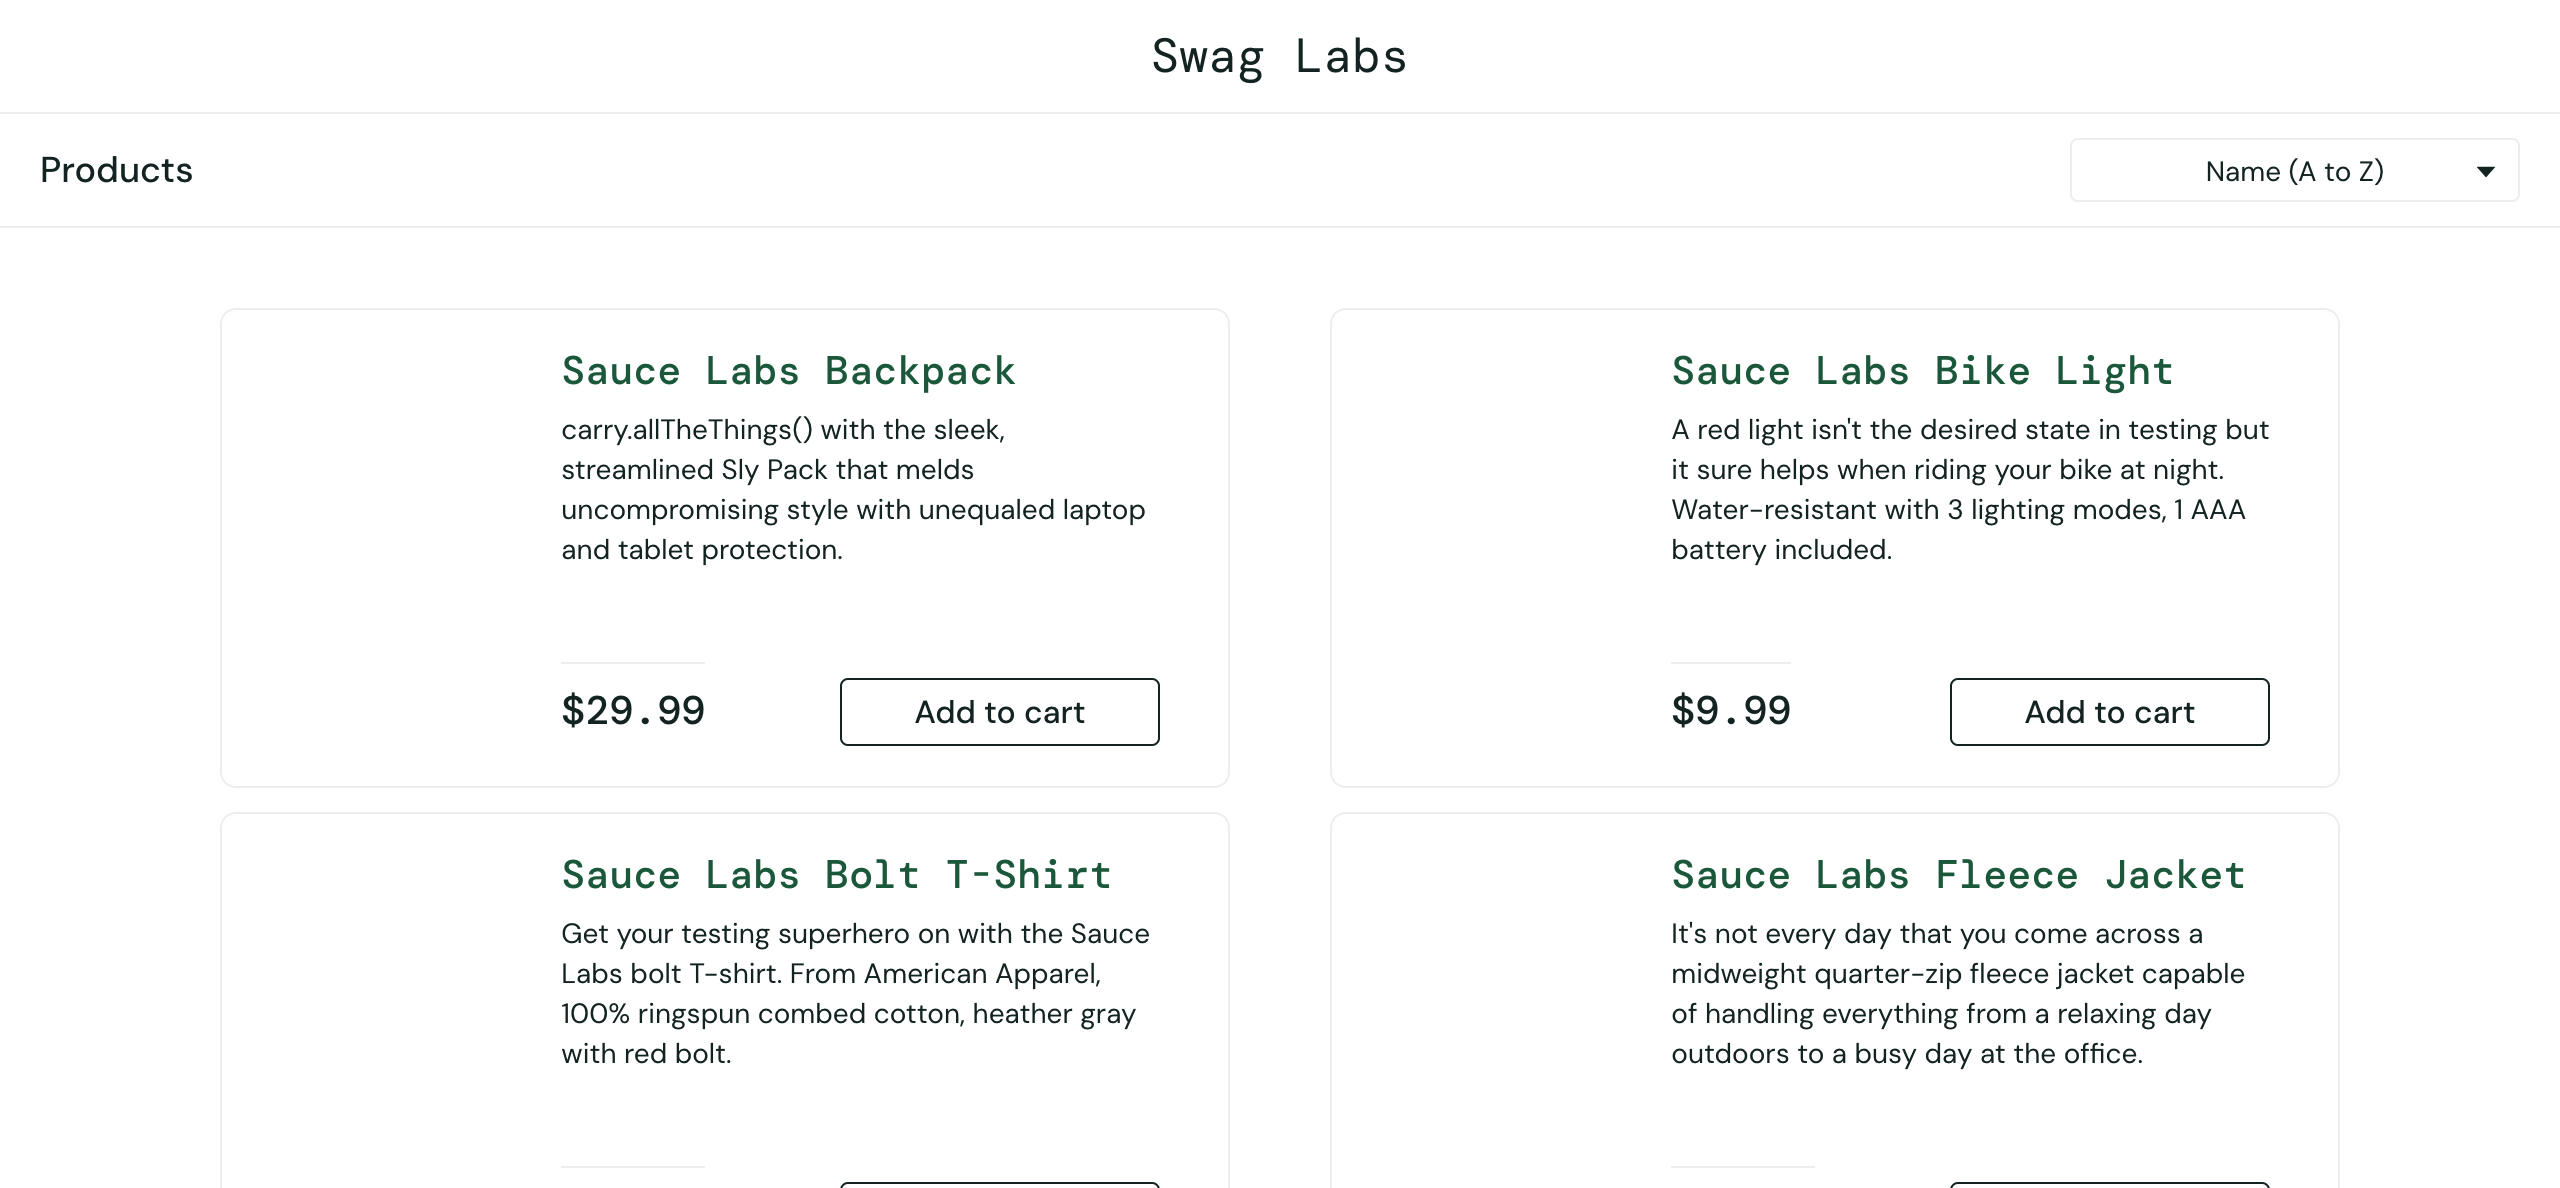 Swag Labs
Products
Name (A to Z)
Sauce Labs Backpack
carry.allTheThings() with the sleek,
streamlined Sly Pack that melds
uncompromising style with unequaled laptop
and tablet protection.
$29.99
Add to cart
Sauce Labs Bike Light
A red light isn't the desired state in testing but
it sure helps when riding your bike at night.
Water-resistant with 3 lighting modes, 1 AAA
battery included.
$9.99
Add to cart
Sauce Labs Bolt T-Shirt
Get your testing superhero on with the Sauce
Labs bolt T-shirt. From American Apparel,
100% ringspun combed cotton, heather gray
with red bolt.
Sauce Labs Fleece Jacket
It's not every day that you come across a
midweight quarter-zip fleece jacket capable
of handling everything from a relaxing day
outdoors to a busy day at the office.